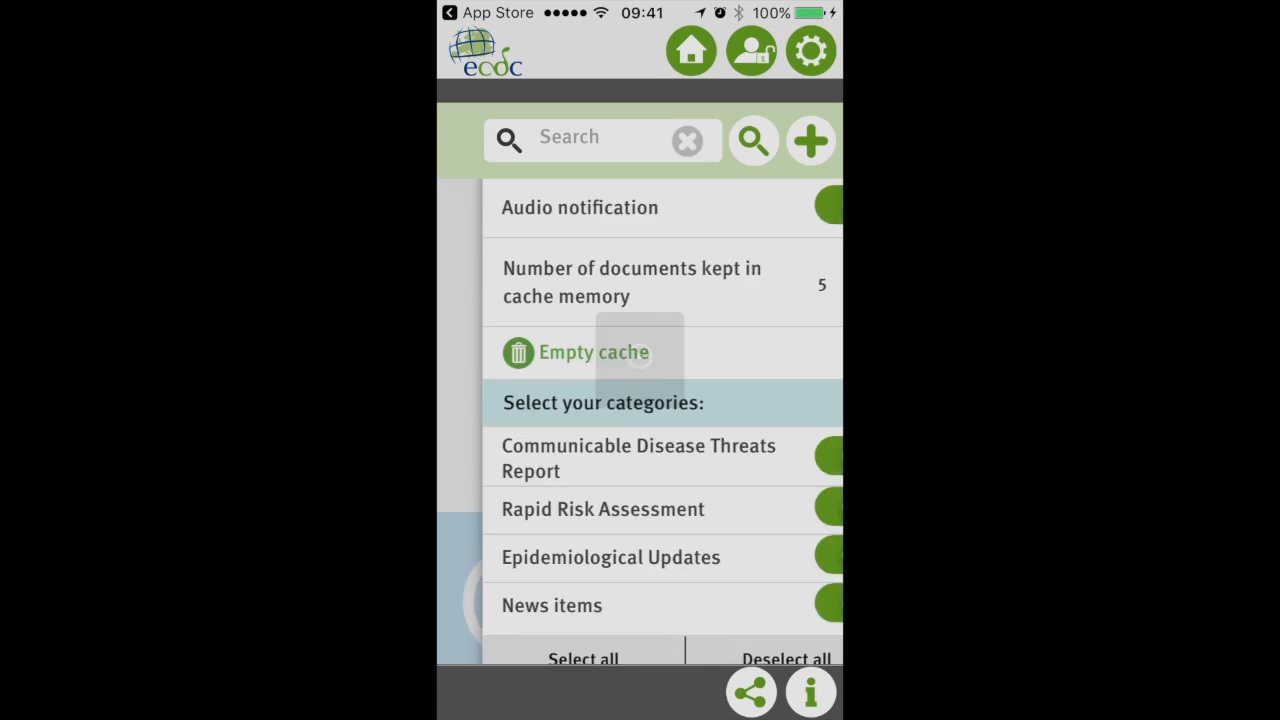 App Store 09:41 100%
ecdc
Search
Audio notification
Number of documents kept in
cache memory
5
Empty cache
Select your categories:
Communicable Disease Threats
Report
Rapid Risk Assessment
Epidemiological Updates
News items
Select all Deselect all